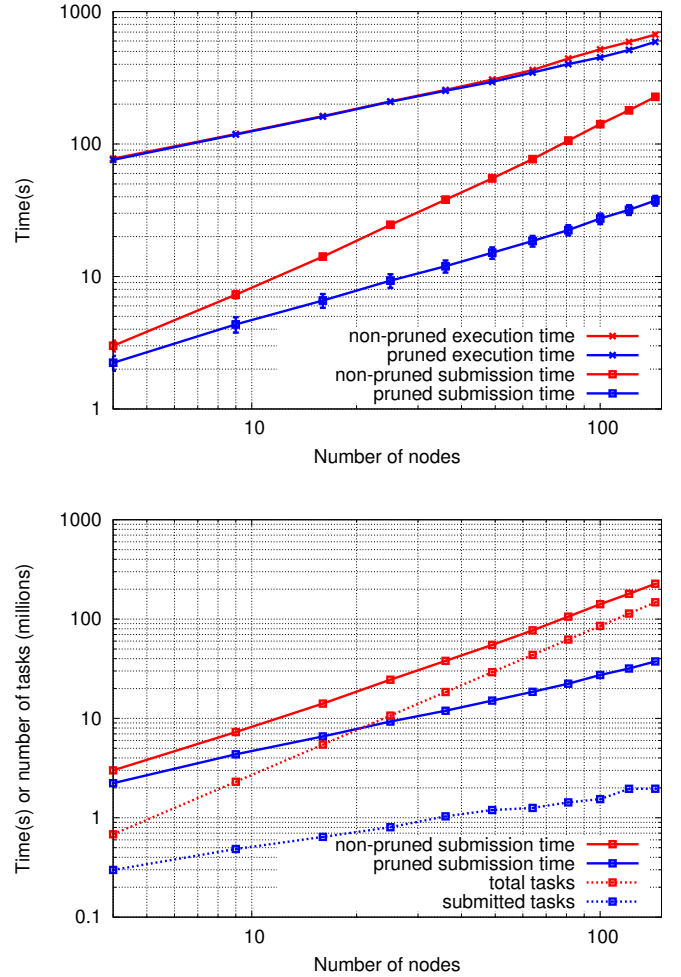 1000
100
10
1
Time(s)
non-pruned execution time
pruned execution time
non-pruned submission time
pruned submission time
10
100
Number of nodes
1000
100
10
1
0.1
Time(s) or number of tasks (millions)
non-pruned submission time
pruned submission time
total tasks
submitted tasks
10
100
Number of nodes